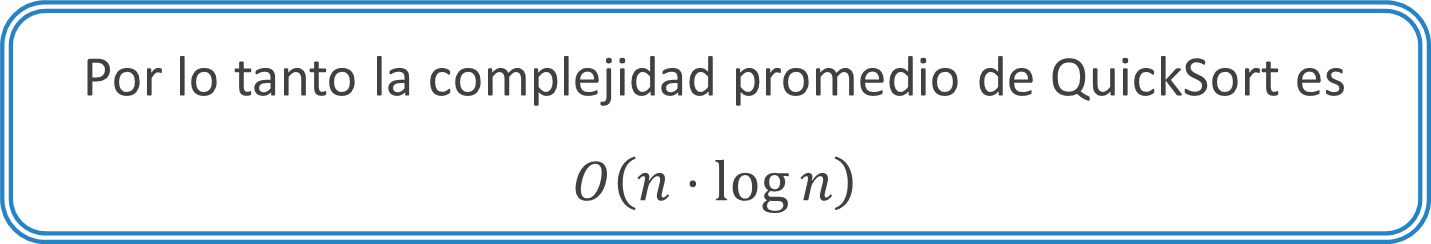 Por lo tanto la complejidad promedio de QuickSort es
𝑂(𝑛 · log 𝑛)